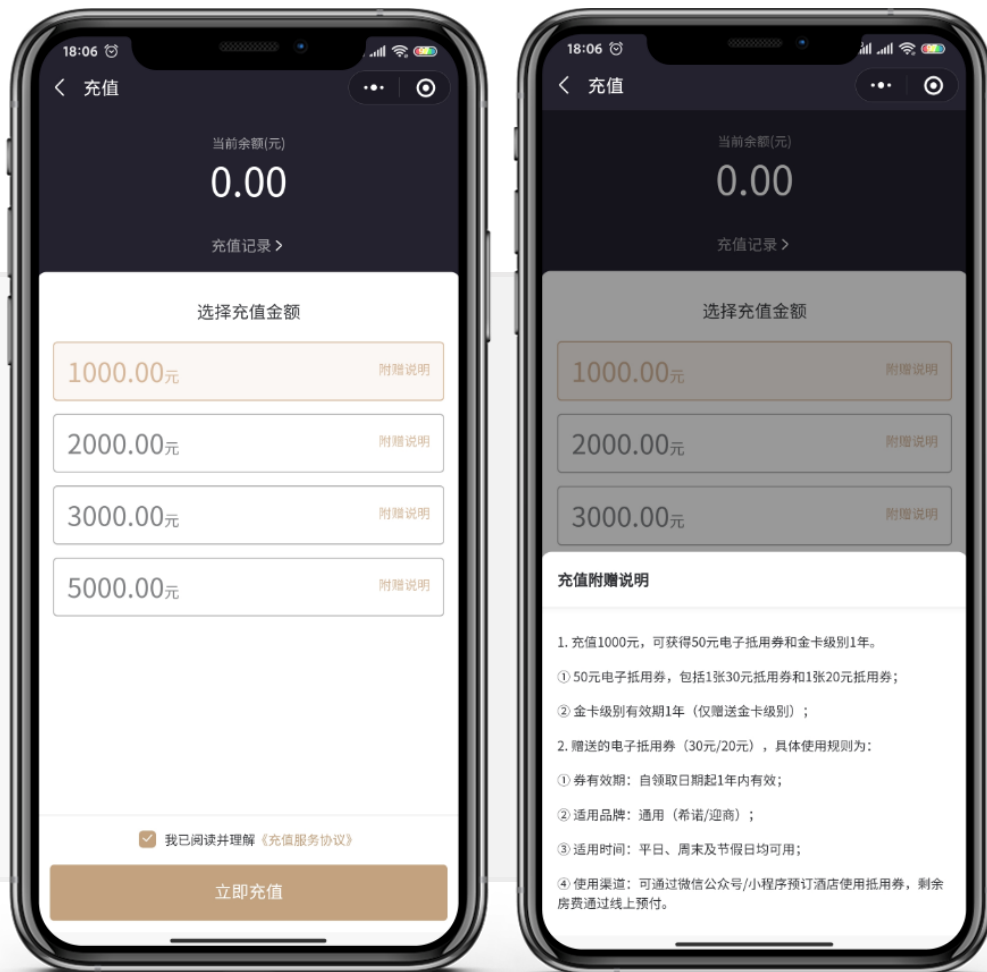 18:06
充值
当前余额(元)
0.00
充值记录
选择充值金额
1000.00元 附赠说明
2000.00元 附赠说明
3000.00元 附赠说明
5000.00元 附赠说明
我已阅读并理解《充值服务协议》
立即充值
18:06
充值
当前余额(元)
0.00
充值记录
选择充值金额
1000.00元 附赠说明
2000.00元 附赠说明
3000.00元 附赠说明
充值附赠说明
1. 充值1000元，可获得50元电子抵用券和金卡级别1年。
① 50元电子抵用券，包括1张30元抵用券和1张20元抵用券；
② 金卡级别有效期1年（仅赠送金卡级别）；
2. 赠送的电子抵用券（30元/20元），具体使用规则为：
① 券有效期：自领取日期起1年内有效；
② 适用品牌：通用（希诺/迎商）；
③ 适用时间：平日、周末及节假日均可用；
④ 使用渠道：可通过微信公众号/小程序预订酒店使用抵用券，剩余
房费通过线上预付。